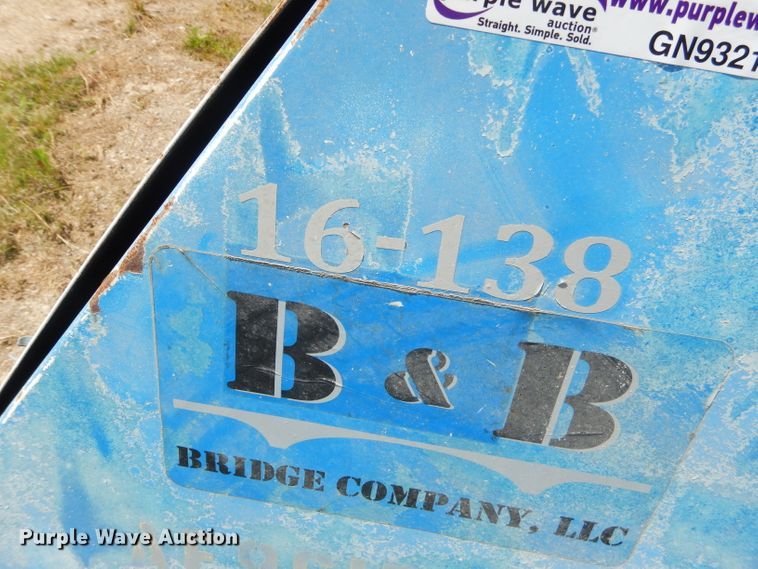 ple wave
auction®
Straight. Simple. Sold.
www.purplew
GN9321
16-138
B & B
BRIDGE COMPANY, LLC
Purple Wave Auction